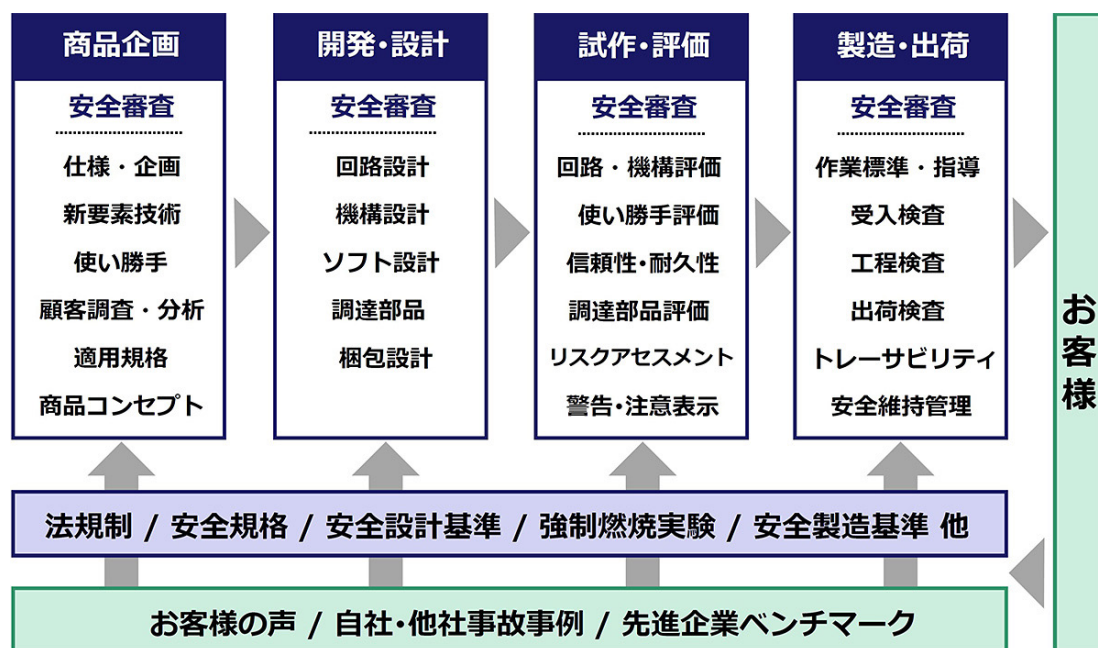 商品企画
安全審査
仕様・企画
新要素技術
使い勝手
顧客調査・分析
適用規格
商品コンセプト
開発・設計
安全審査
回路設計
機構設計
ソフト設計
調達部品
梱包設計
試作・評価
安全審査
回路・機構評価
使い勝手評価
信頼性・耐久性
調達部品評価
リスクアセスメント
警告・注意表示
製造・出荷
安全審査
作業標準・指導
受入検査
工程検査
出荷検査
トレーサビリティ
安全維持管理
お客様
法規制 / 安全規格 / 安全設計基準 / 強制燃焼実験 / 安全製造基準 他
お客様の声 / 自社・他社事故事例 / 先進企業ベンチマーク